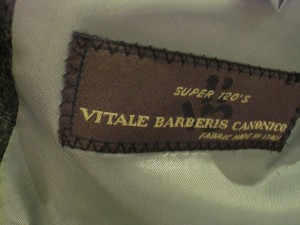 SUPER 120'S
VITALE BARBERIS CANONICO
FABRIC MADE IN ITALY